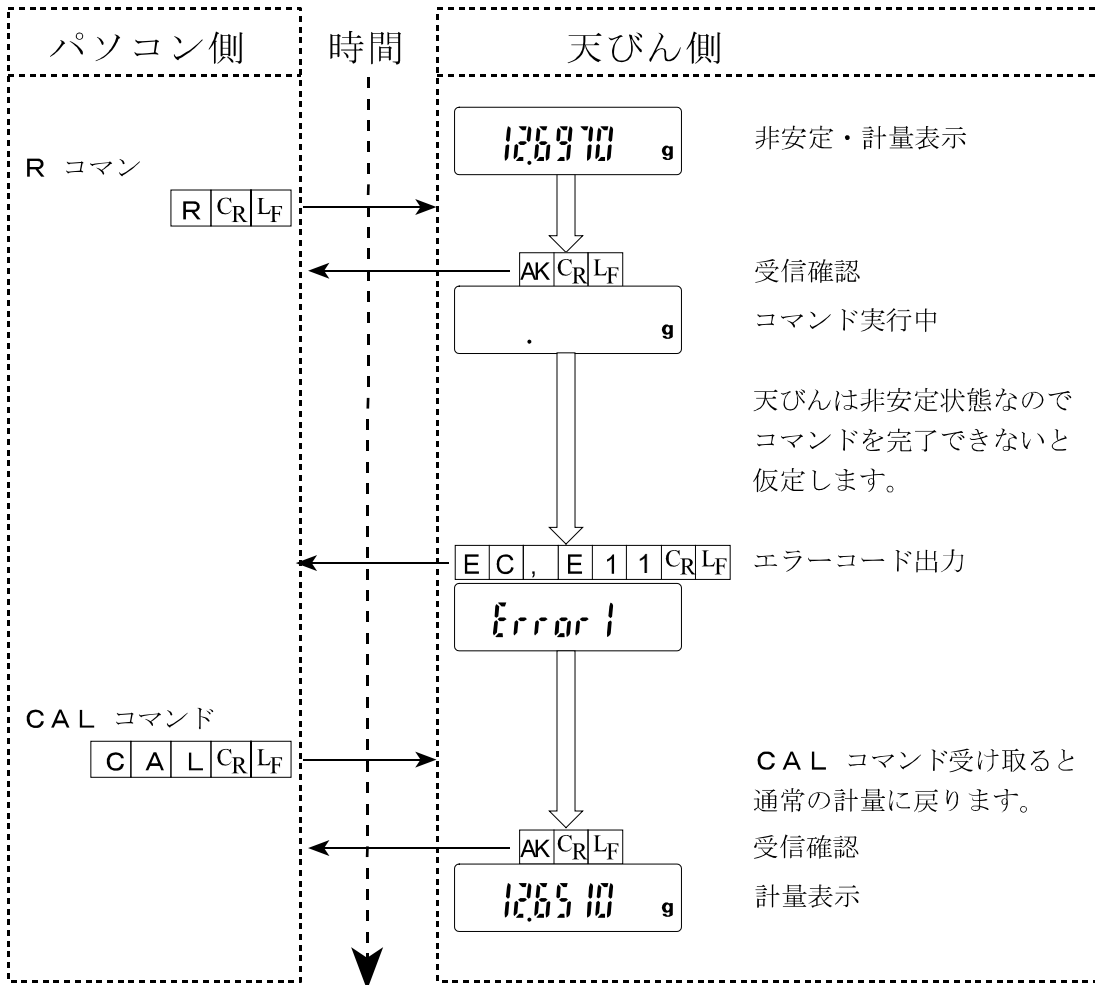 パソコン側
時間
天びん側
12.6970 g
非安定・計量表示
R コマン
R CR LF
AK CR LF
受信確認
. g
コマンド実行中
天びんは非安定状態なので
コマンドを完了できないと
仮定します。
EC, E11 CR LF
エラーコード出力
Error 1
CAL コマンド
CAL CR LF
CAL コマンド受け取ると
通常の計量に戻ります。
AK CR LF
受信確認
12.6510 g
計量表示